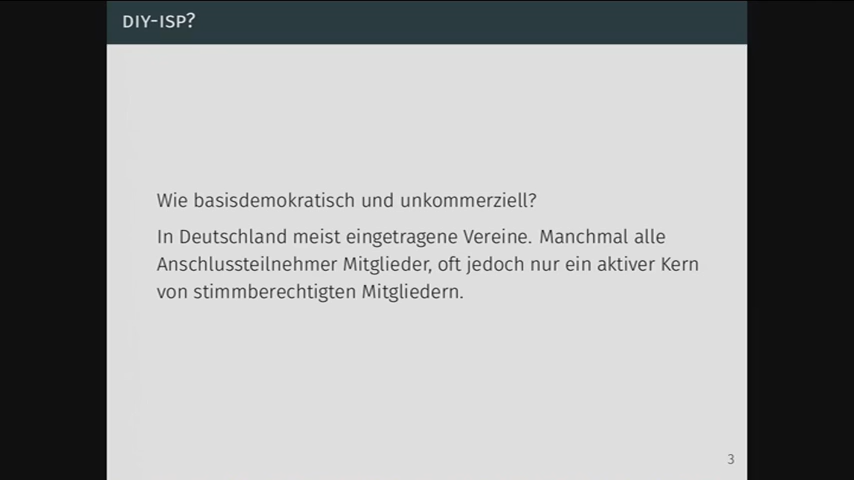 DIY-ISP?
Wie basisdemokratisch und unkommerziell?
In Deutschland meist eingetragene Vereine. Manchmal alle
Anschlussteilnehmer Mitglieder, oft jedoch nur ein aktiver Kern
von stimmberechtigten Mitgliedern.
3